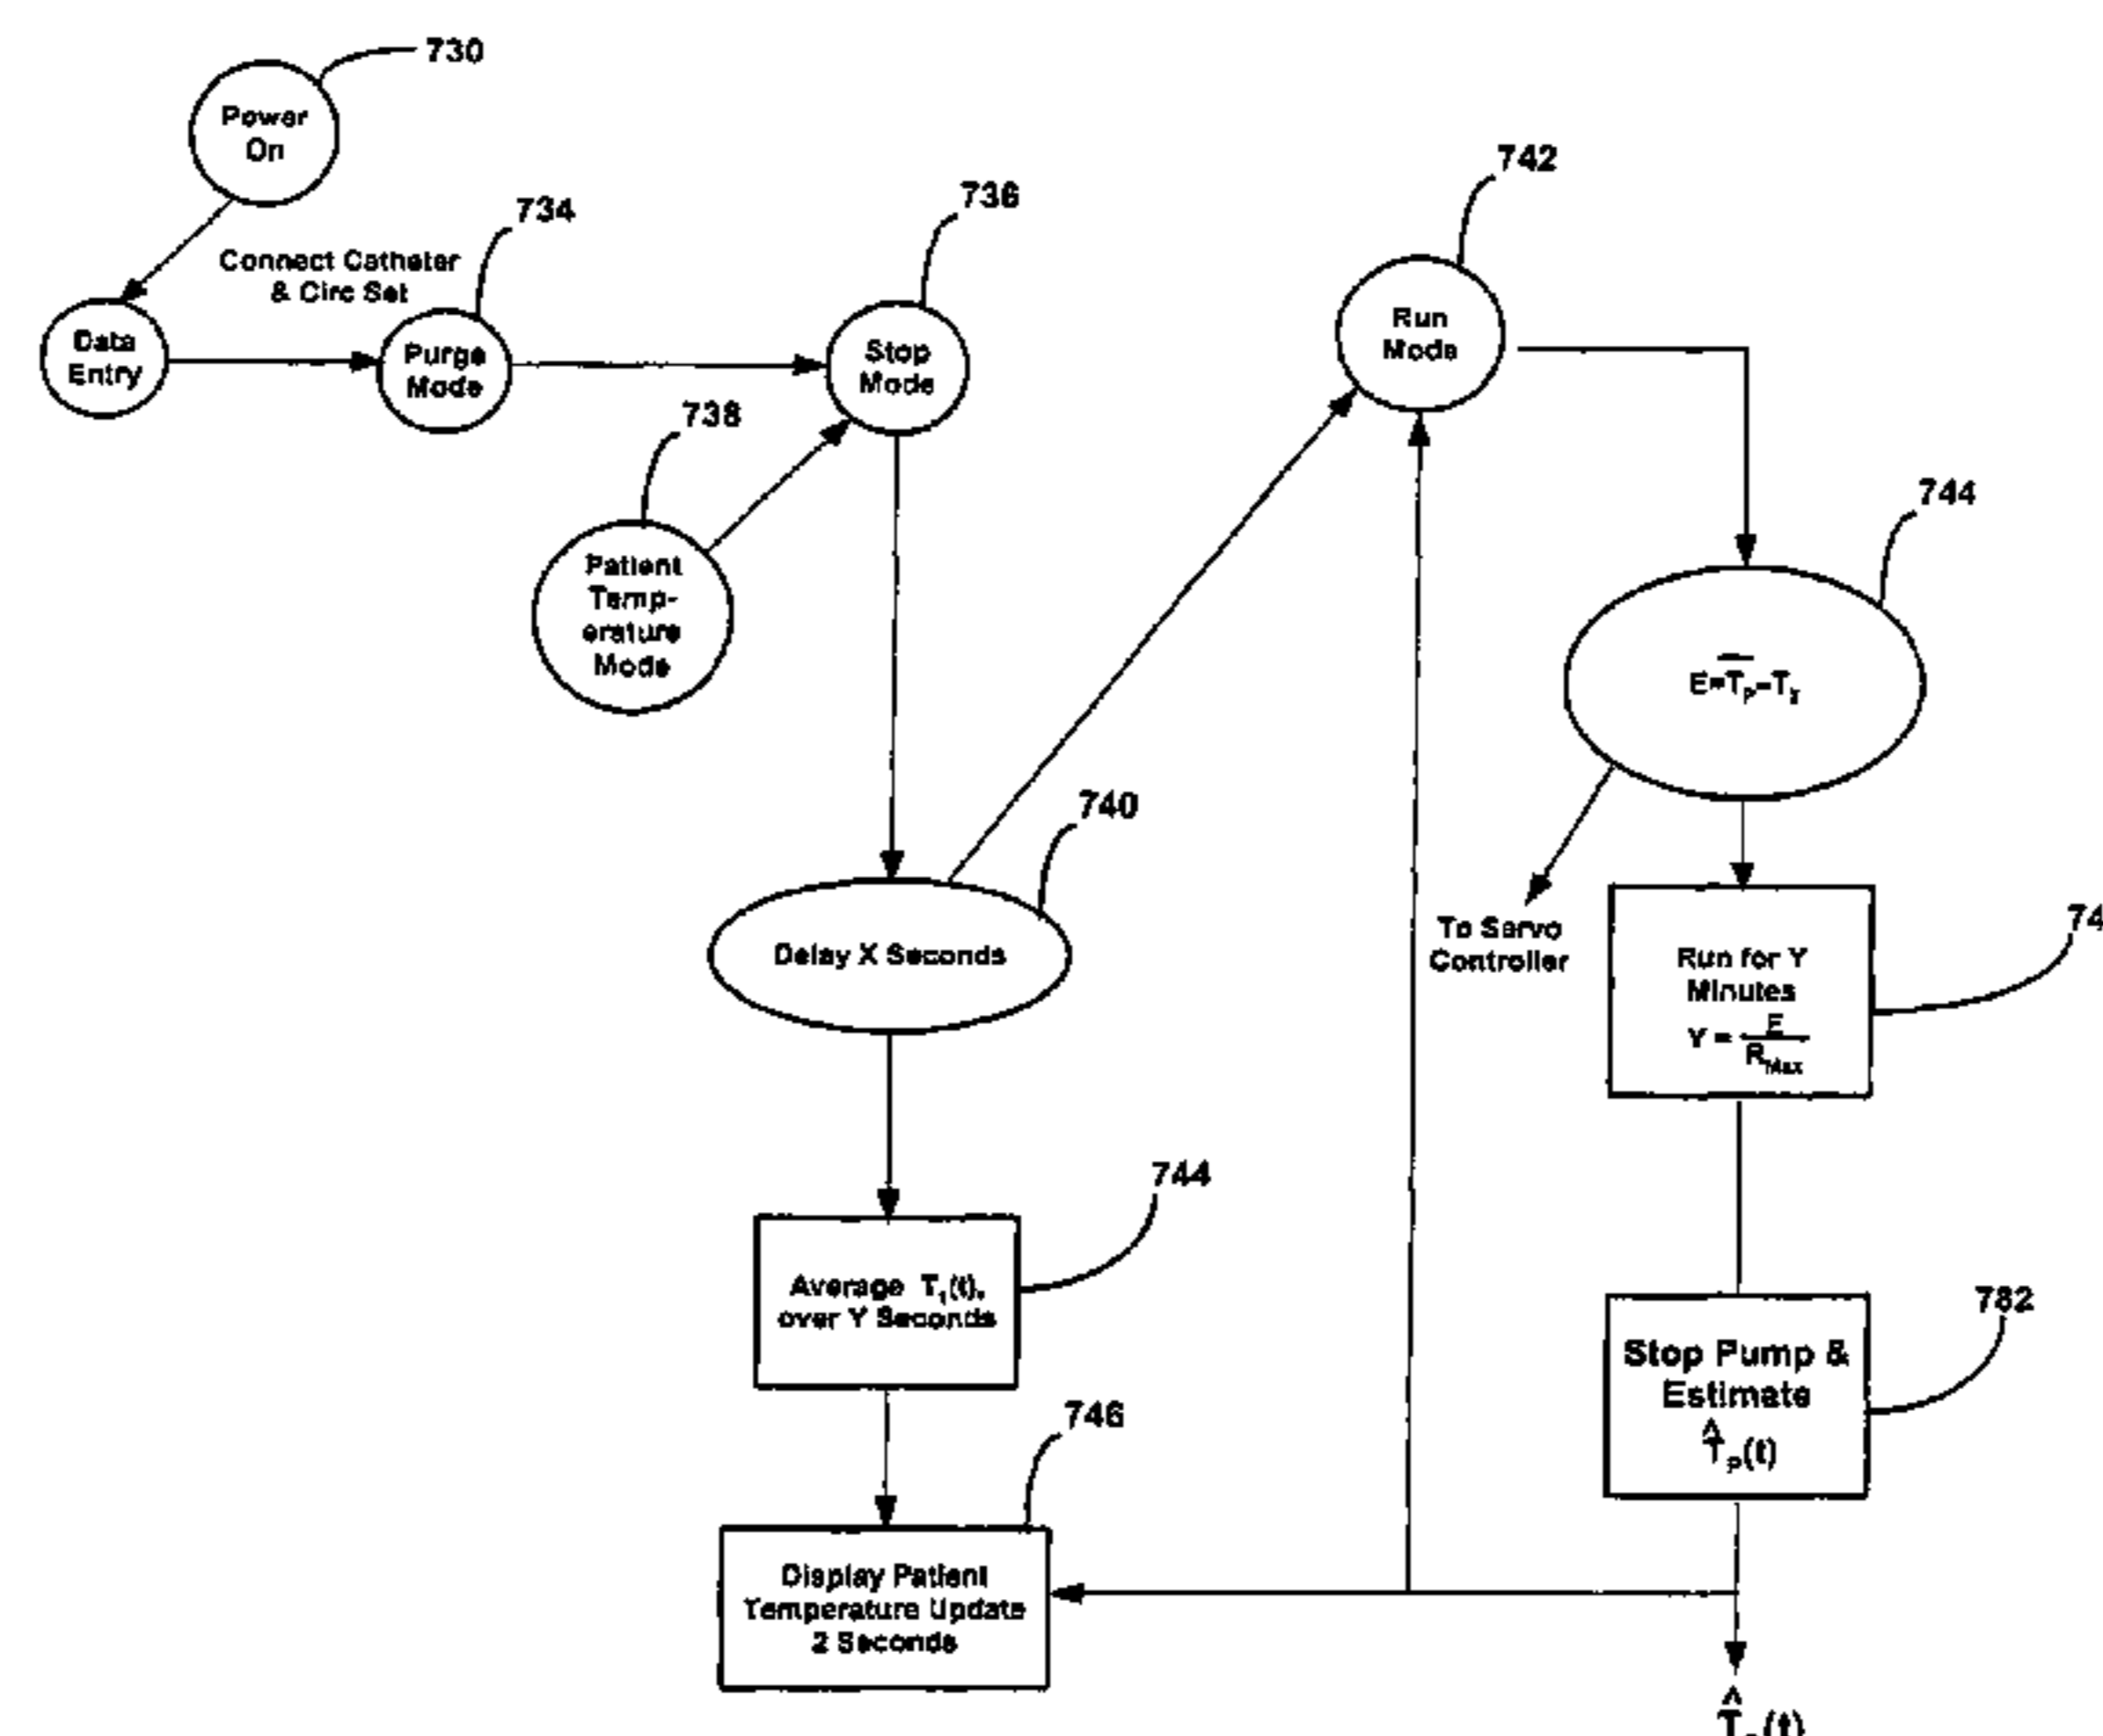 730
Power
On
734
Connect Catheter
& Circ Set
Data
Entry
Purge
Mode
736
Stop
Mode
738
Patient
Temp-
erature
Mode
742
Run
Mode
744
E=T̅ₚ–T
To Servo
Controller
740
Delay X Seconds
74
Run for Y
Minutes
Y = E
R Max
744
Average T₁(t),
over Y Seconds
746
Display Patient
Temperature Update
2 Seconds
782
Stop Pump &
Estimate
T̂ₚ(t)
T̂ (t)